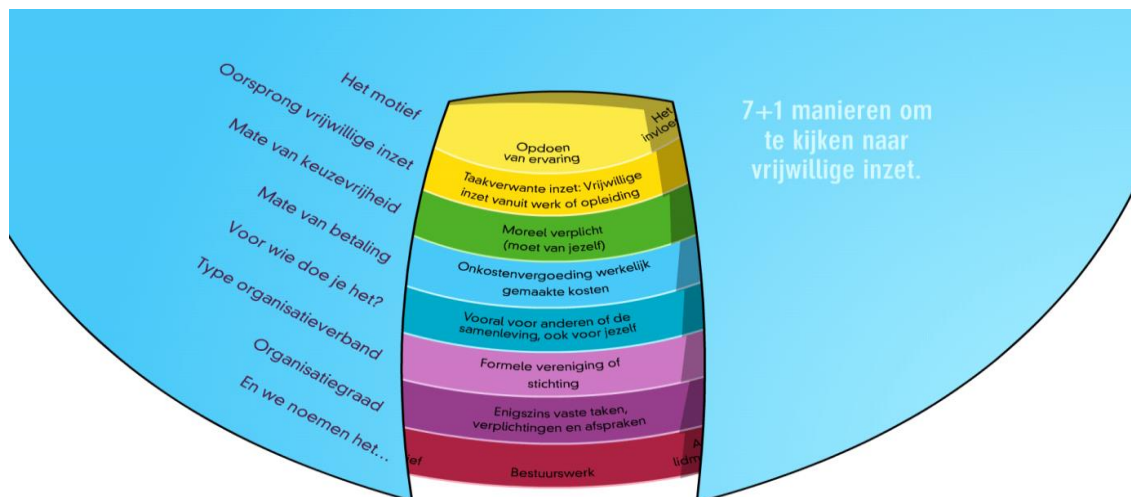 Het motief
Oorsprong vrijwillige inzet
Mate van keuzevrijheid
Mate van betaling
Voor wie doe je het?
Type organisatieverband
Organisatiegraad
En we noemen het...
Opdoen
van ervaring
Het
Taakverwante inzet: Vrijwillige
inzet vanuit werk of opleiding
Moreel verplicht
(moet van jezelf)
Onkostenvergoeding werkelijk
gemaakte kosten
Vooral voor anderen of de
samenleving, ook voor jezelf
Formele vereniging of
stichting
Enigszins vaste taken,
verplichtingen en afspraken
Bestuurswerk
7+1 manieren om
te kijken naar
vrijwillige inzet.